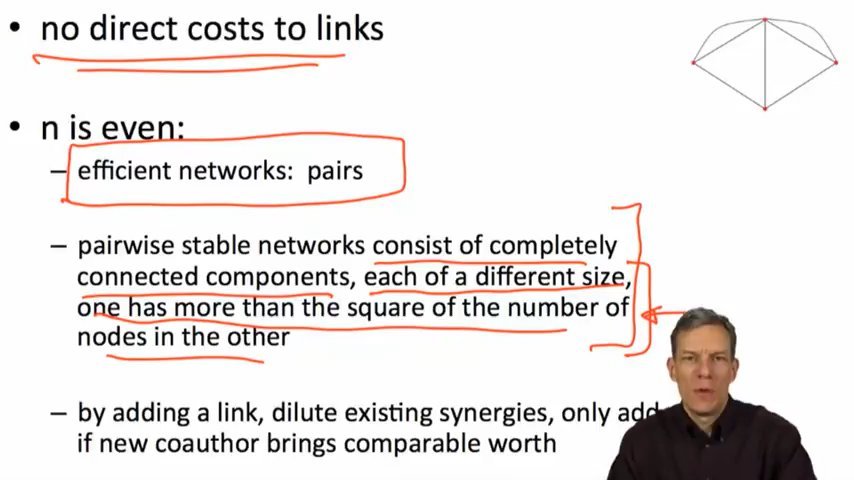 no direct costs to links
n is even:
– efficient networks: pairs
– pairwise stable networks consist of completely
connected components, each of a different size,
one has more than the square of the number of
nodes in the other
– by adding a link, dilute existing synergies, only add
if new coauthor brings comparable worth